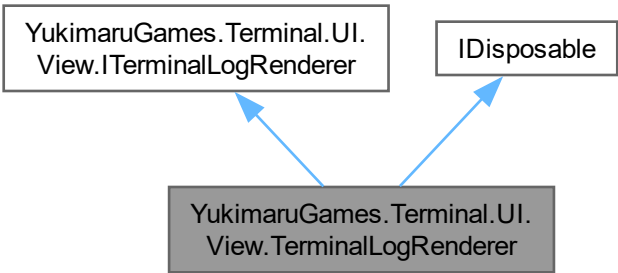 YukimaruGames.Terminal.UI.
View.ITerminalLogRenderer
IDisposable
YukimaruGames.Terminal.UI.
View.TerminalLogRenderer